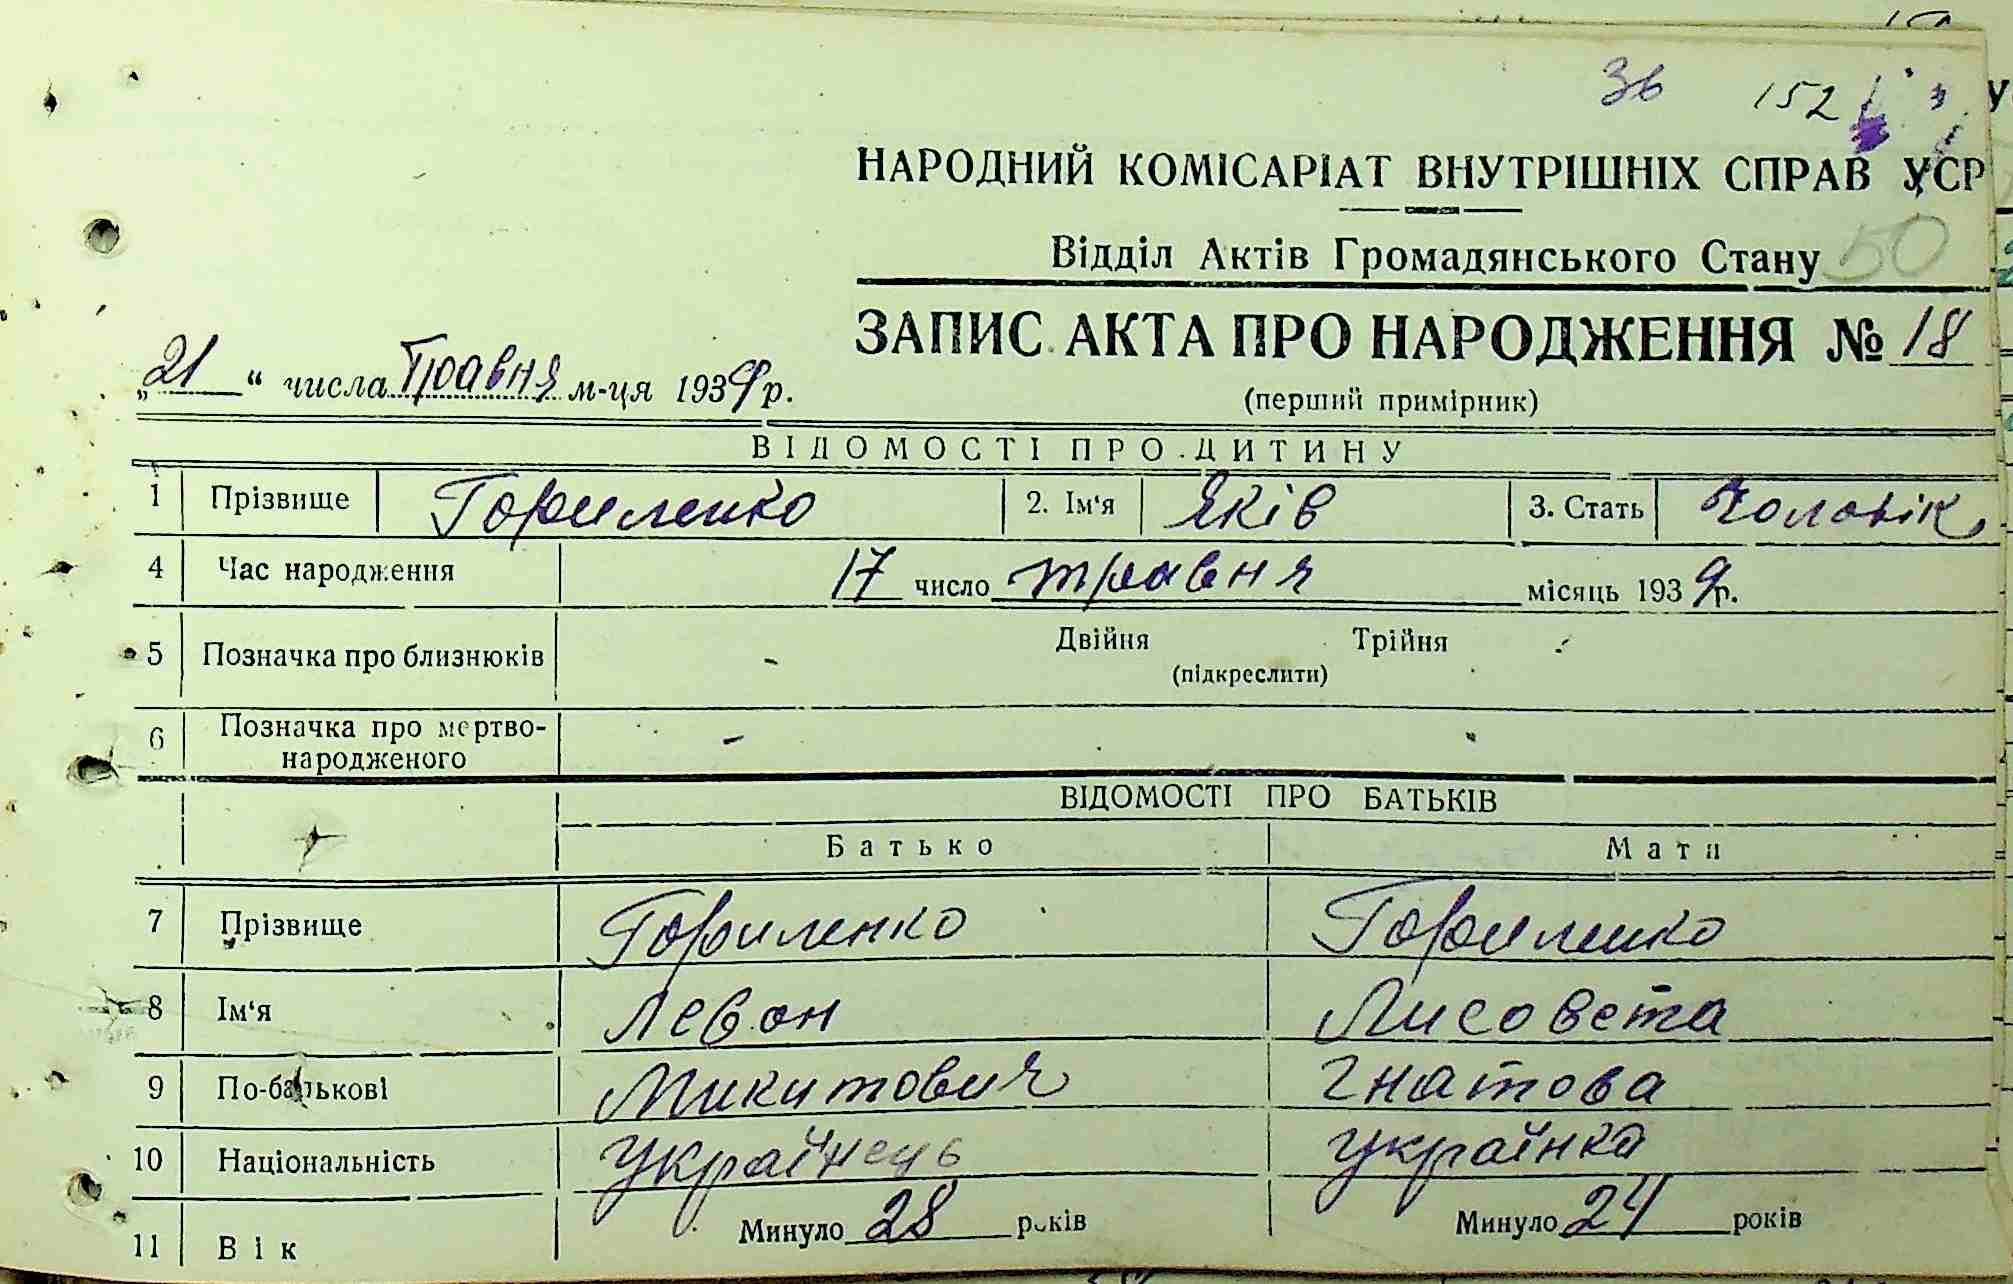 36 152
НАРОДНИЙ КОМІСАРІАТ ВНУТРІШНІХ СПРАВ УСР
Відділ Актів Громадянського Стану 50
ЗАПИС АКТА ПРО НАРОДЖЕННЯ № 18
„21“ числа Травня м-ця 1939 р.
(перший примірник)
ВІДОМОСТІ ПРО ДИТИНУ
1 Прізвище Гориленко 2. Ім‘я Яків 3. Стать Чоловік
4 Час народження 17 число травня місяць 1939 р.
5 Позначка про близнюків - Двійня Трійня
(підкреслити)
6 Позначка про мертво-
народженого -
ВІДОМОСТІ ПРО БАТЬКІВ
Батько Мати
7 Прізвище Гориленко Гориленко
8 Ім‘я Левон Лисовета
9 По-батькові Микитович Гнатова
10 Національність Українець Українка
11 Вік Минуло 28 років Минуло 24 років